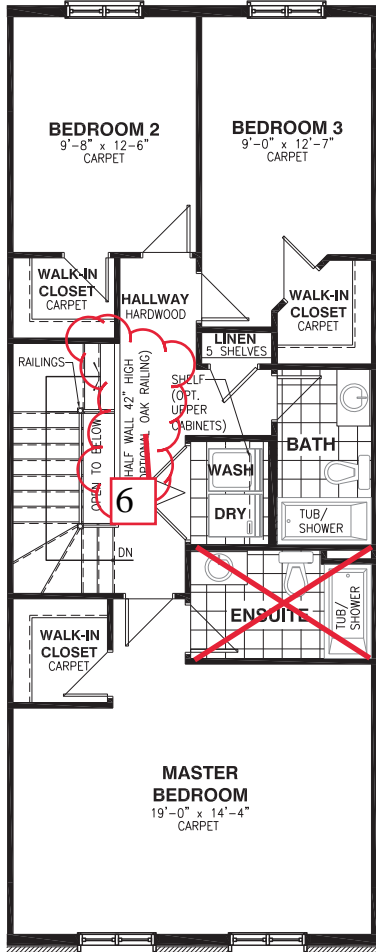 BEDROOM 2
9'-8" x 12-6"
CARPET
BEDROOM 3
9'-0" x 12'-7"
CARPET
WALK-IN
CLOSET
CARPET
HALLWAY
HARDWOOD
WALK-IN
CLOSET
CARPET
LINEN
5 SHELVES
RAILINGS
SHELF
(OPT.
UPPER
CABINETS)
OPEN TO BELOW
HALF WALL 42" HIGH
(OPTIONAL OAK RAILING)
BATH
WASH
DRY
6
TUB/
SHOWER
DN
ENSUITE
TUB/
SHOWER
WALK-IN
CLOSET
CARPET
MASTER
BEDROOM
19'-0" x 14'-4"
CARPET